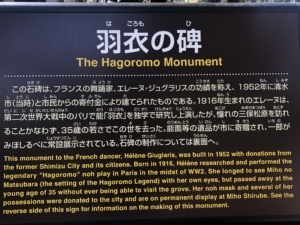 は ごろも ひ
羽衣の碑
The Hagoromo Monument
この石碑は、フランスの舞踊家、エレーヌ・ジュグラリスの功績を称え、1952年に清水
市(当時)と市民からの寄付金により建てられたものである。1916年生まれのエレーヌは、
第二次世界大戦中のパリで能「羽衣」を独学で研究し上演したが、憧れの三保松原を訪れ
ることかなわず、35歳の若さでこの世を去った。能面等の遺品が市に寄贈され、一部が
みほしるべに常設展示されている。石碑の制作については裏面へ。
This monument to the French dancer, Hélène Giuglaris, was built in 1952 with donations from
the former Shimizu City and its citizens. Born in 1916, Hélène researched and performed the
legendary "Hagoromo" noh play in Paris in the midst of WW2. She longed to see Miho no
Matsubara (the setting of the Hagoromo Legend) with her own eyes, but passed away at the
young age of 35 without ever being able to visit the grove. Her noh mask and several of her
possessions were donated to the city and are on permanent display at Miho Shirube. See the
reverse side of this sign for information on the making of this monument.